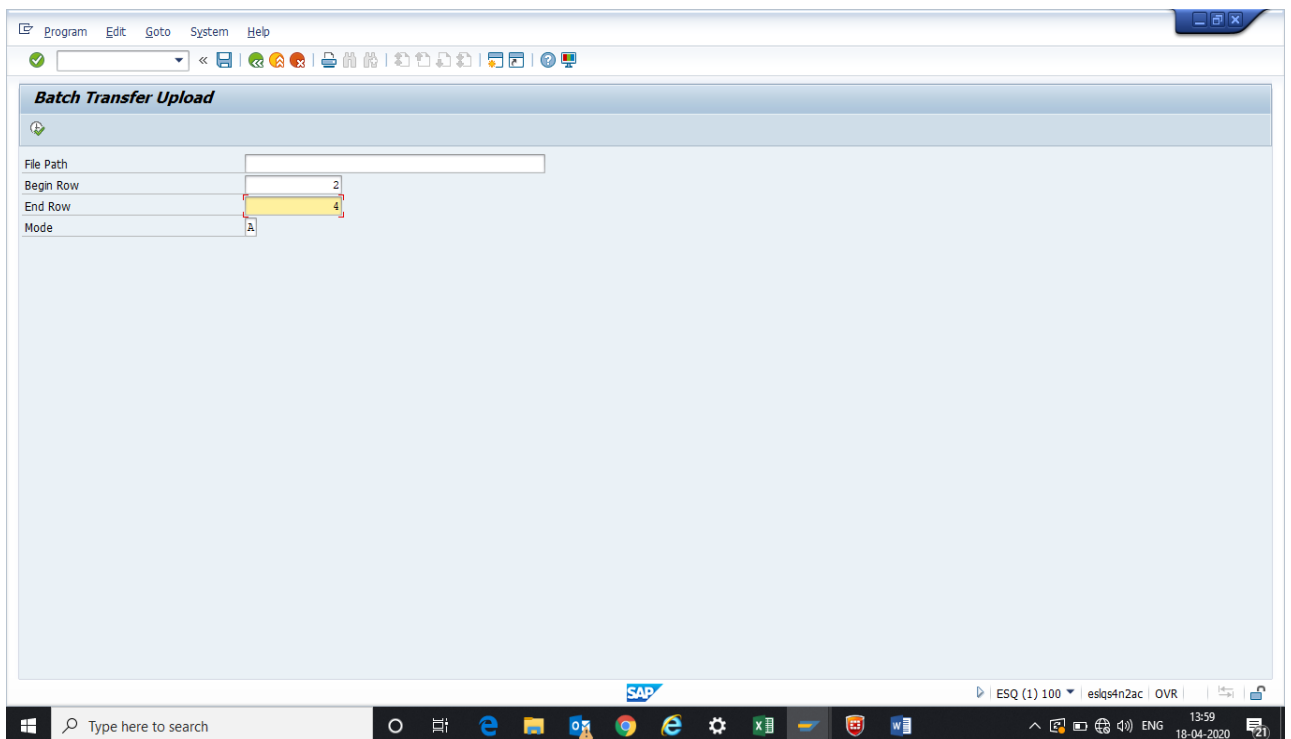 Program Edit Goto System Help
Batch Transfer Upload
File Path
Begin Row 2
End Row 4
Mode A
SAP
ESQ (1) 100 eslqs4n2ac OVR
Type here to search
ENG
13:59
18-04-2020
21